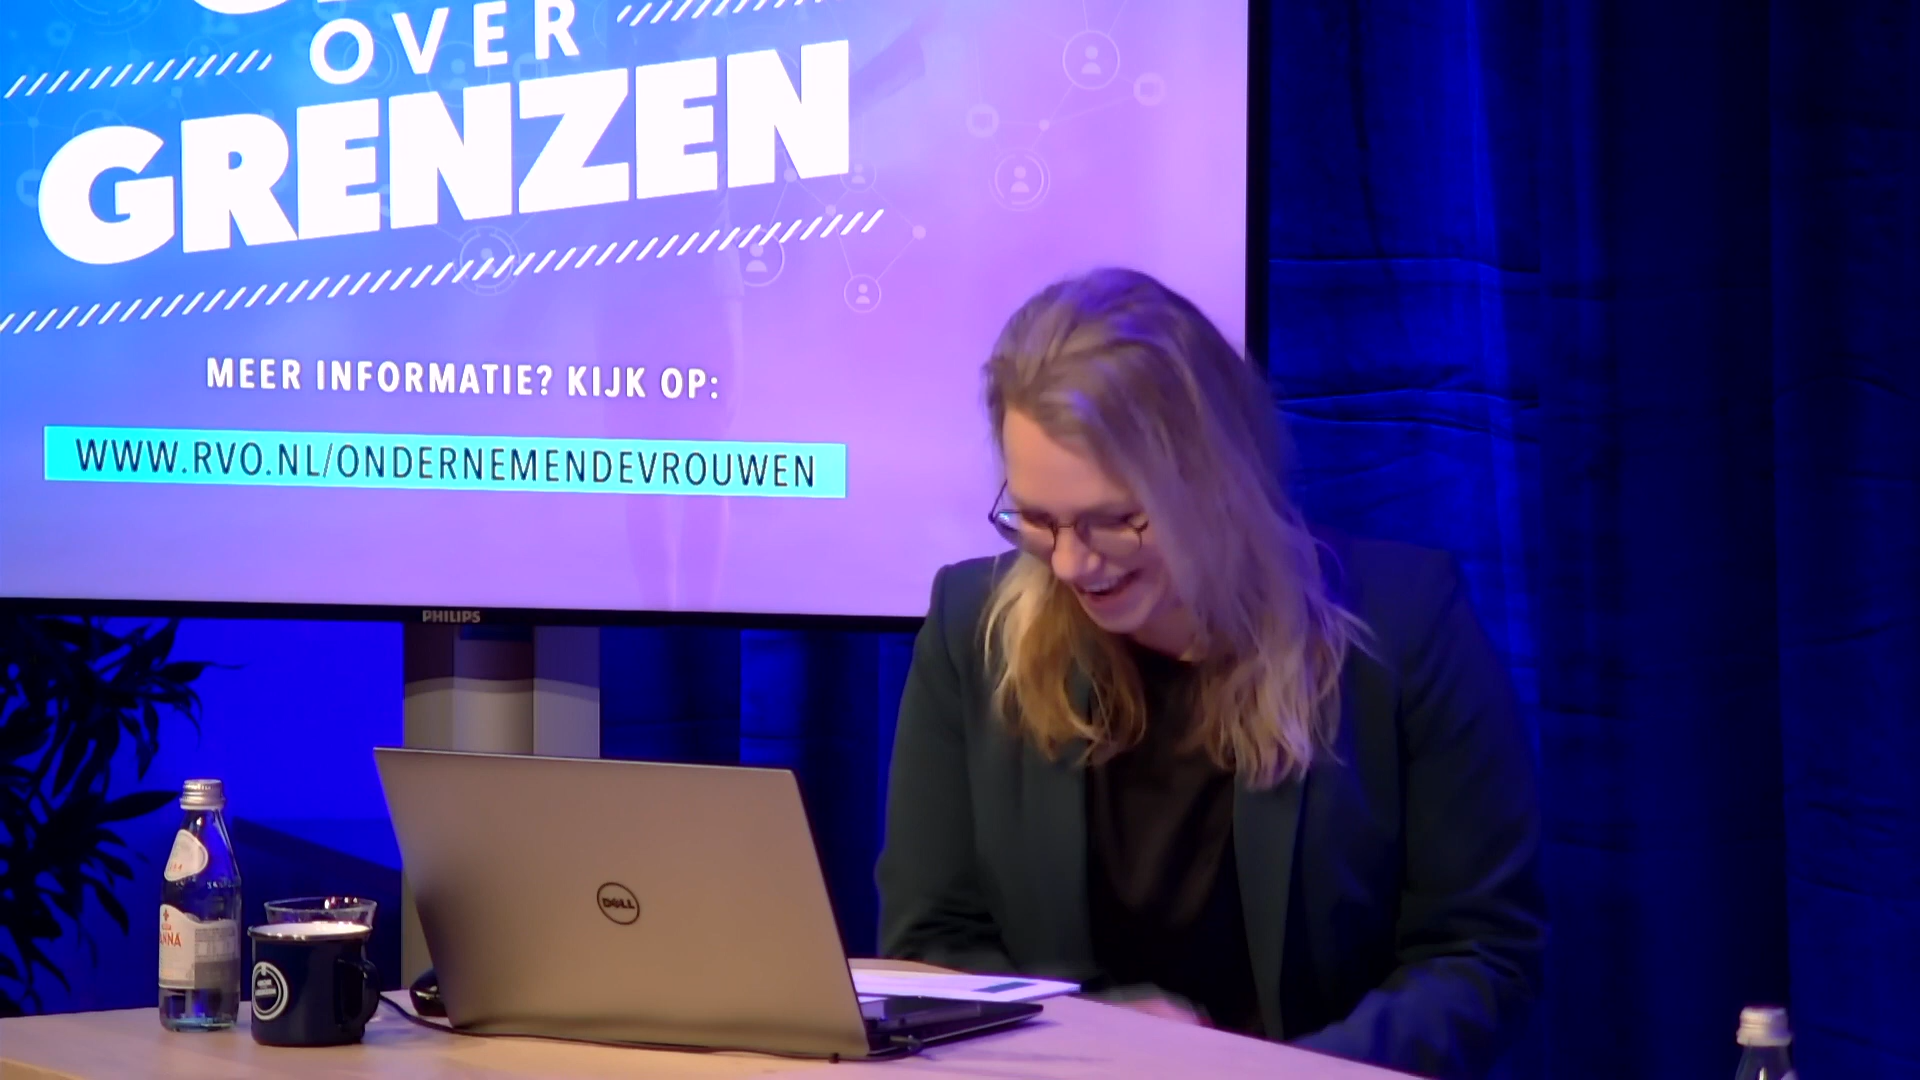 OVER
GRENZEN
MEER INFORMATIE? KIJK OP:
WWW.RVO.NL/ONDERNEMENDEVROUWEN
PHILIPS
DELL